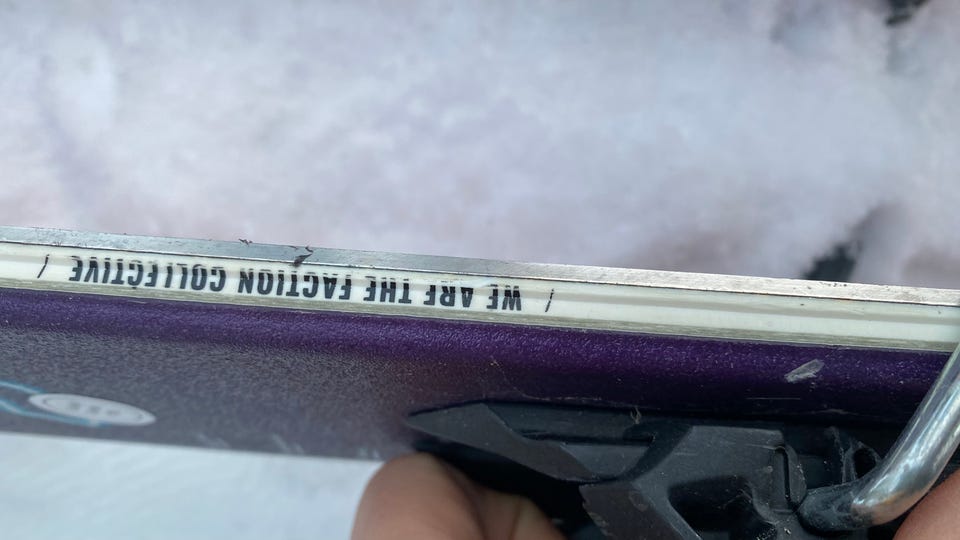 / WE ARE THE FACTION COLLECTIVE /